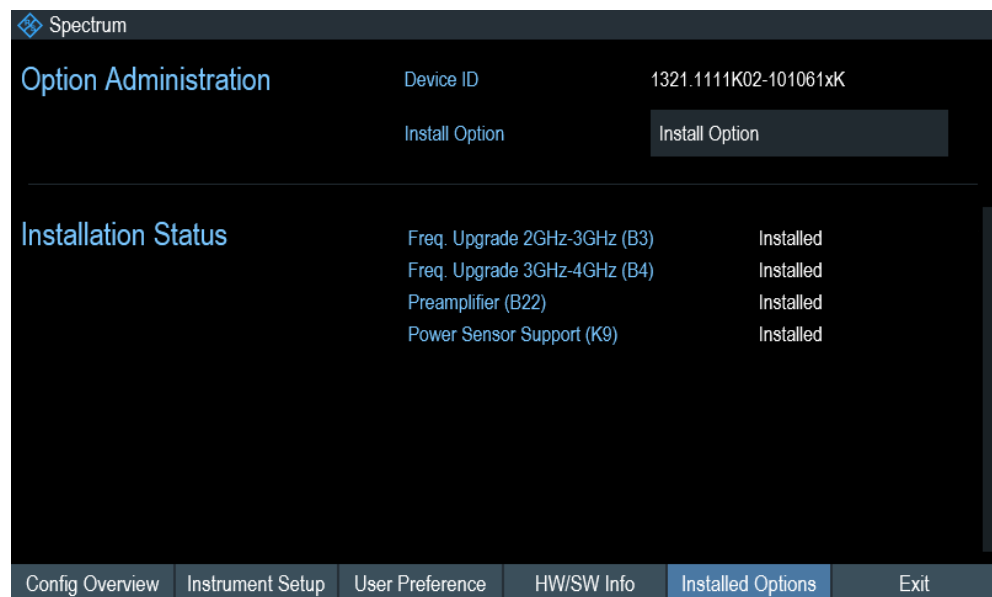 Spectrum
Option Administration
Device ID 1321.1111K02-101061xK
Install Option Install Option
Installation Status
Freq. Upgrade 2GHz-3GHz (B3) Installed
Freq. Upgrade 3GHz-4GHz (B4) Installed
Preamplifier (B22) Installed
Power Sensor Support (K9) Installed
Config Overview Instrument Setup User Preference HW/SW Info Installed Options Exit